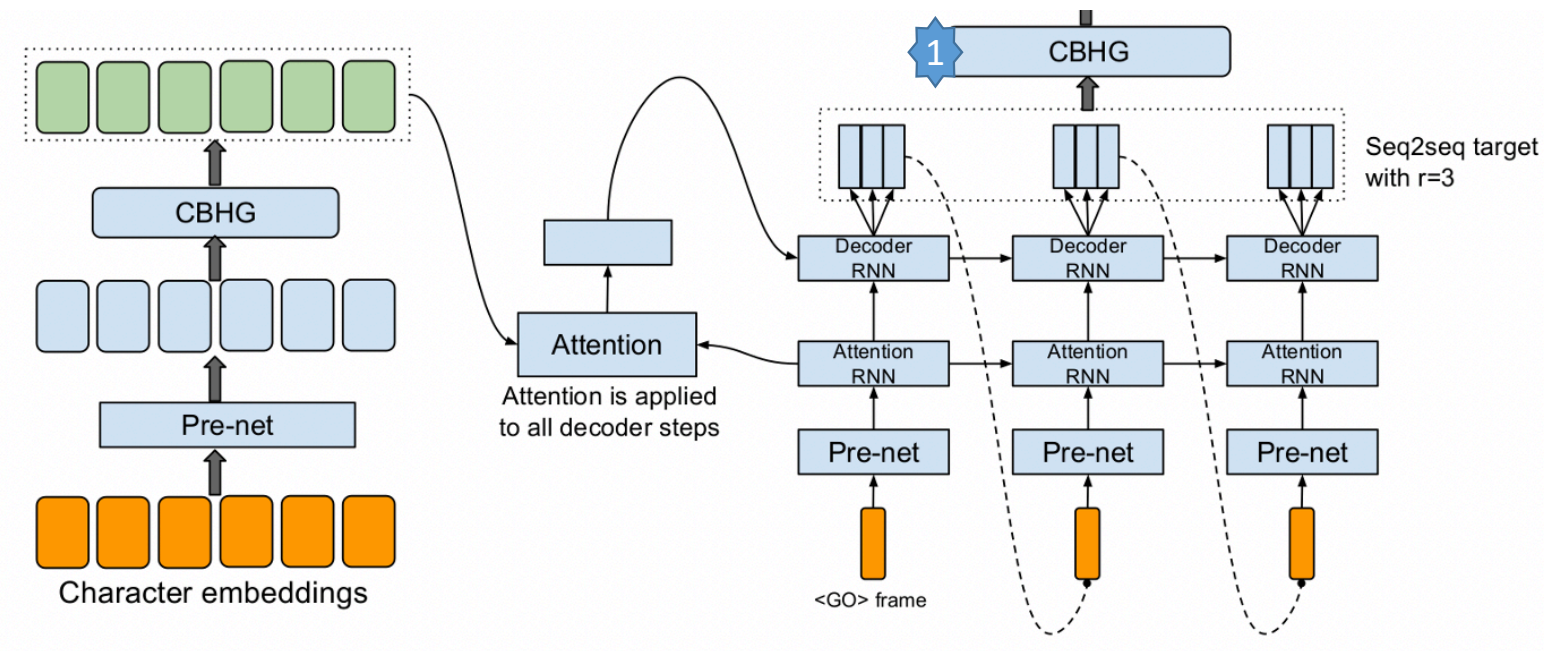 1
CBHG
Seq2seq target
with r=3
CBHG
Decoder
RNN
Decoder
RNN
Decoder
RNN
Attention
Attention is applied
to all decoder steps
Attention
RNN
Attention
RNN
Attention
RNN
Pre-net
Pre-net
Pre-net
Pre-net
Character embeddings
<GO> frame